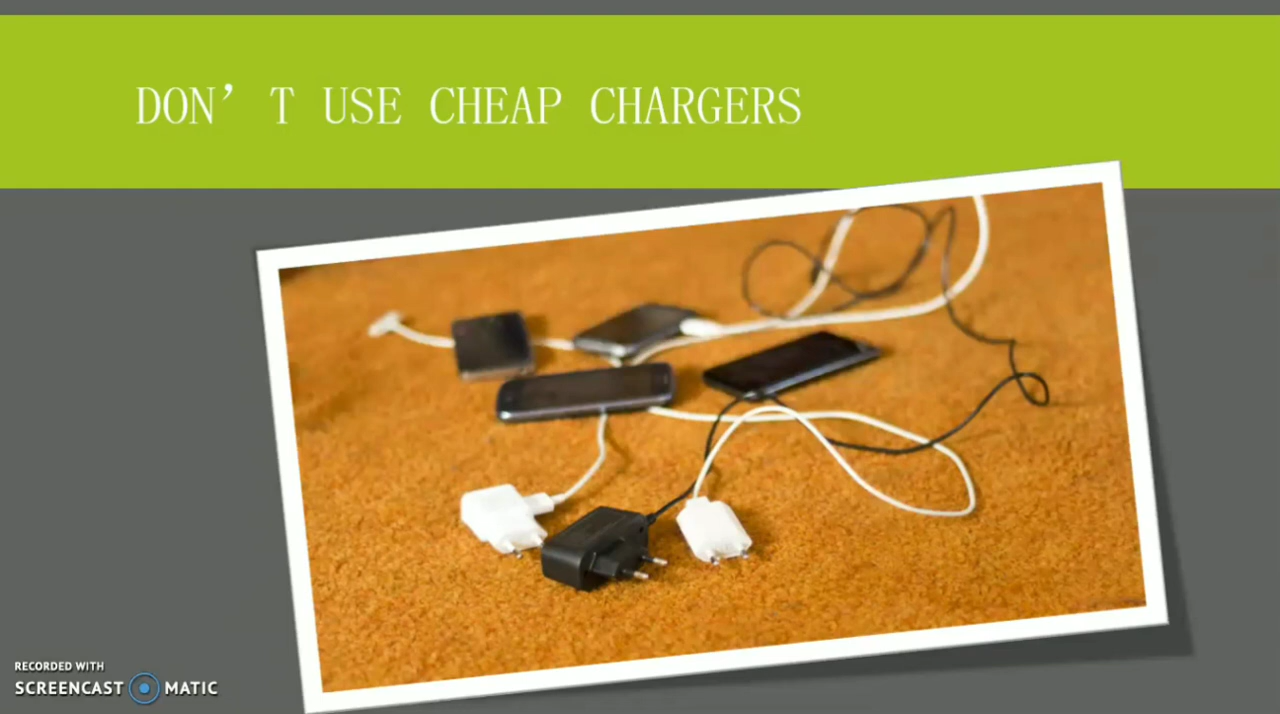 DON’ T USE CHEAP CHARGERS
RECORDED WITH
SCREENCAST MATIC